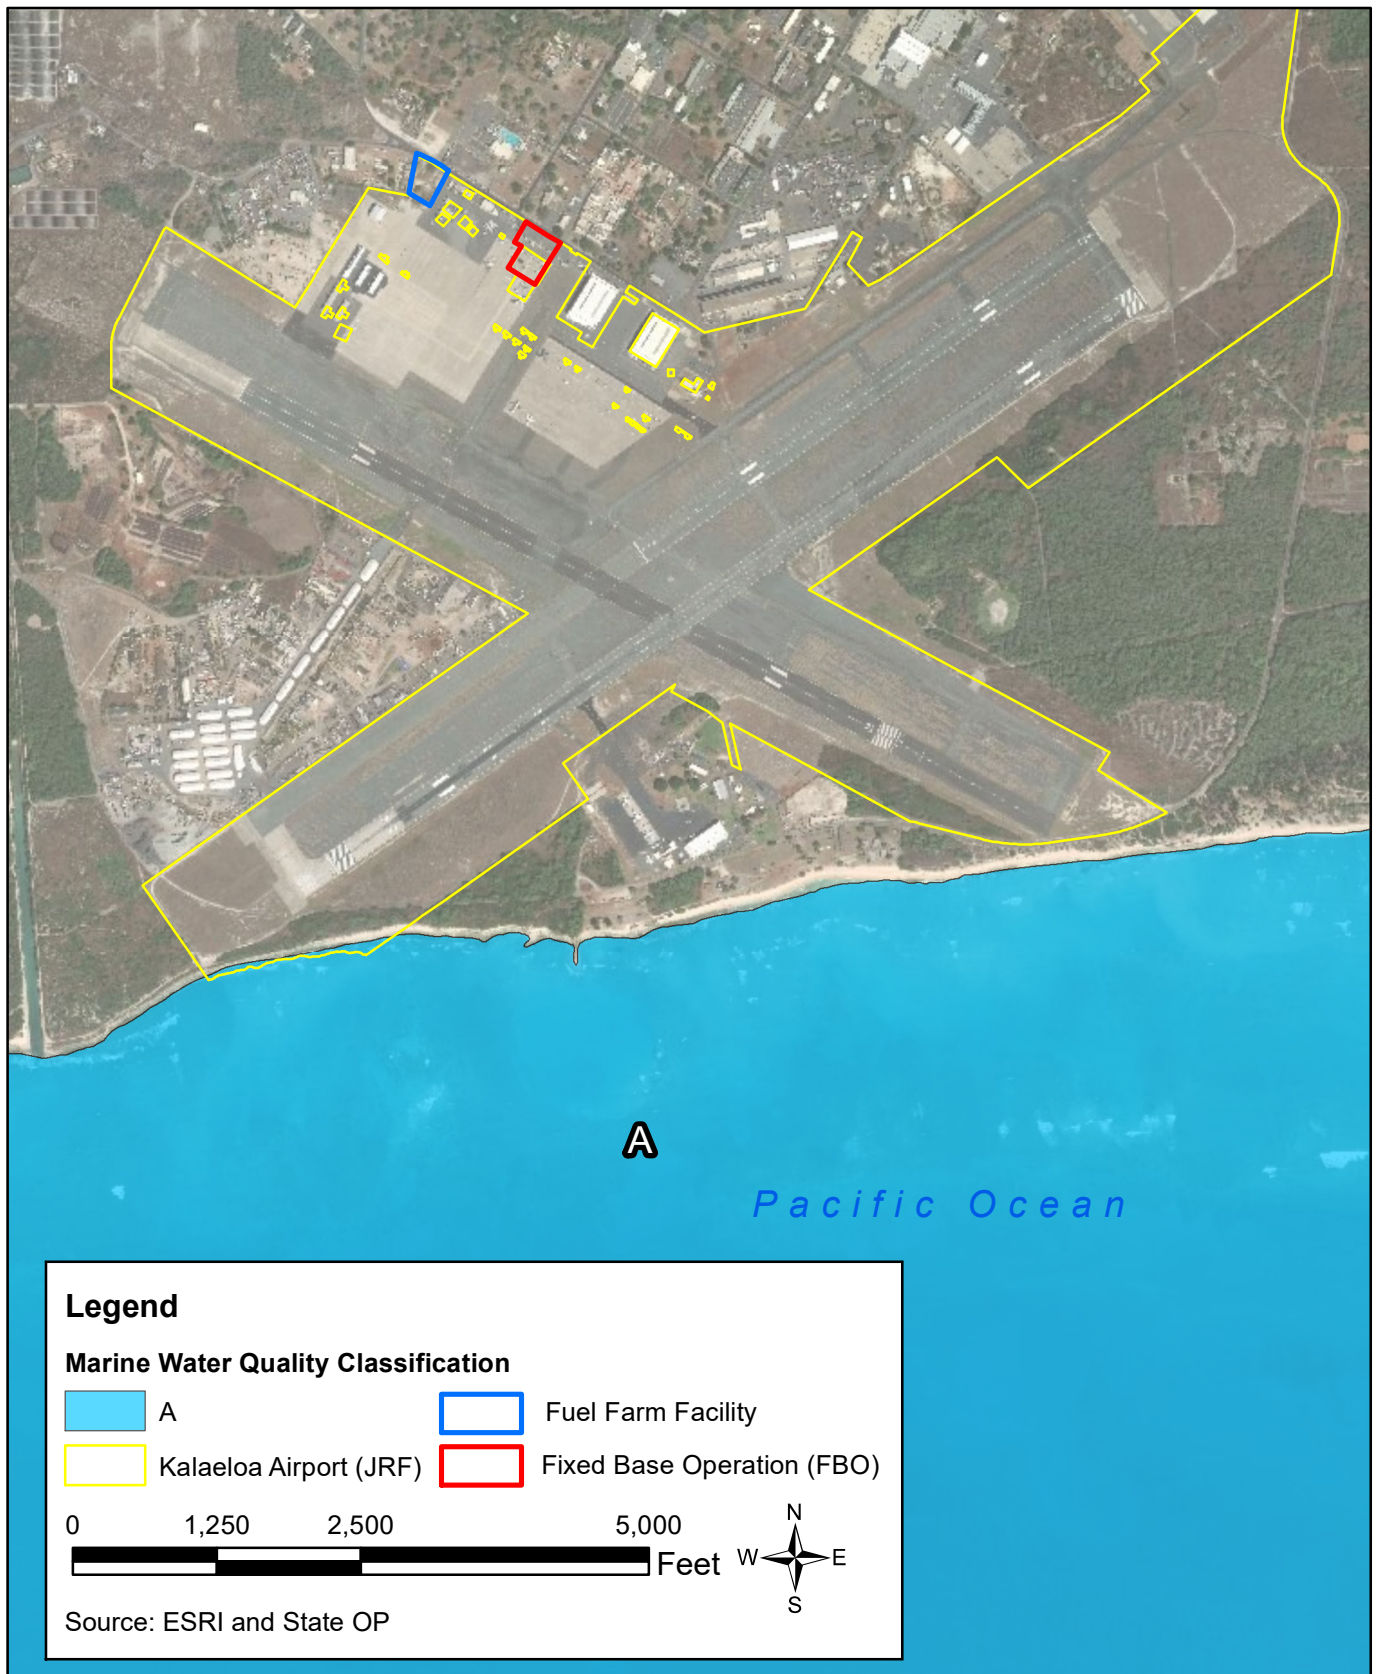 A
Pacific Ocean
Legend
Marine Water Quality Classification
A
Fuel Farm Facility
Kalaeloa Airport (JRF)
Fixed Base Operation (FBO)
0 1,250 2,500 5,000
Feet
N
W E
S
Source: ESRI and State OP